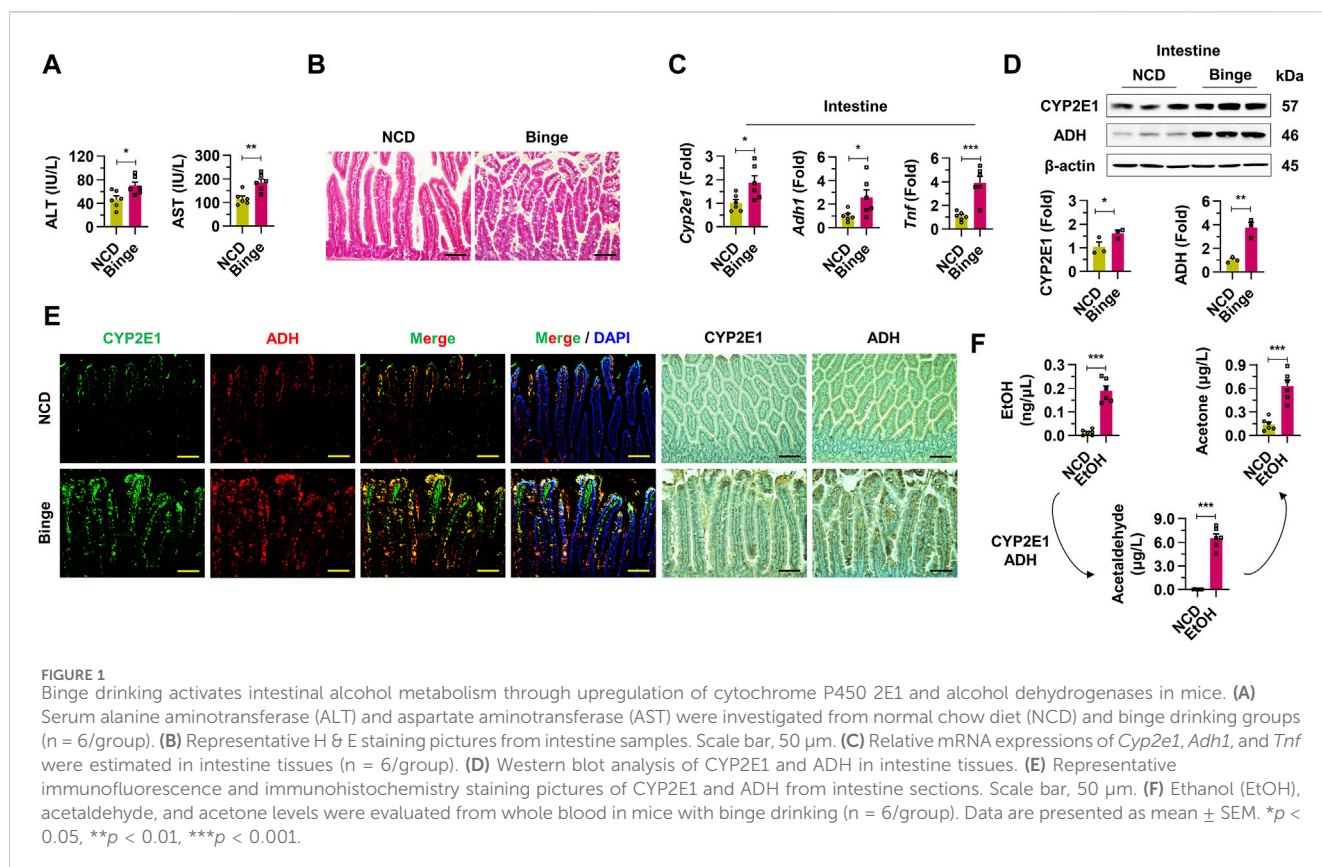 A
ALT (IU/L)
120
80
40
0
*
NCD
Binge
AST (IU/L)
300
200
100
0
**
NCD
Binge
B
NCD
Binge
C
Intestine
Cyp2e1 (Fold)
3
2
1
0
*
NCD
Binge
Adh1 (Fold)
5
4
3
2
1
0
*
NCD
Binge
Tnf (Fold)
6
4
2
0
***
NCD
Binge
D
Intestine
NCD Binge kDa
CYP2E1 57
ADH 46
β-actin 45
CYP2E1 (Fold)
3
2
1
0
*
NCD
Binge
ADH (Fold)
6
4
2
0
**
NCD
Binge
E
CYP2E1 ADH Merge Merge / DAPI CYP2E1 ADH
NCD
Binge
F
EtOH
(ng/µL)
0.3
0.2
0.1
0.0
***
NCD
EtOH
Acetone (µg/L)
0.9
0.6
0.3
0.0
***
NCD
EtOH
CYP2E1
ADH
Acetaldehyde
(µg/L)
9.0
6.0
3.0
0.0
***
NCD
EtOH
FIGURE 1
Binge drinking activates intestinal alcohol metabolism through upregulation of cytochrome P450 2E1 and alcohol dehydrogenases in mice. (A)
Serum alanine aminotransferase (ALT) and aspartate aminotransferase (AST) were investigated from normal chow diet (NCD) and binge drinking groups
(n = 6/group). (B) Representative H & E staining pictures from intestine samples. Scale bar, 50 µm. (C) Relative mRNA expressions of Cyp2e1, Adh1, and Tnf
were estimated in intestine tissues (n = 6/group). (D) Western blot analysis of CYP2E1 and ADH in intestine tissues. (E) Representative
immunofluorescence and immunohistochemistry staining pictures of CYP2E1 and ADH from intestine sections. Scale bar, 50 µm. (F) Ethanol (EtOH),
acetaldehyde, and acetone levels were evaluated from whole blood in mice with binge drinking (n = 6/group). Data are presented as mean ± SEM. *p <
0.05, **p < 0.01, ***p < 0.001.